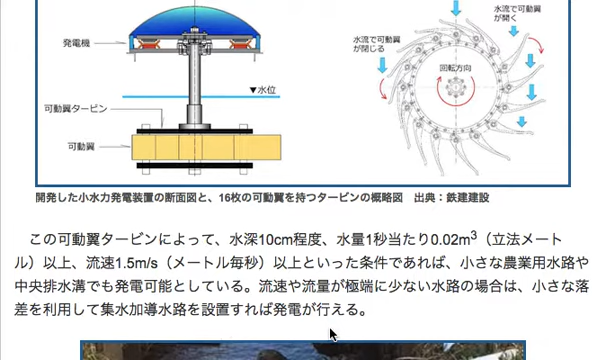 水流で可動翼
が開く
水流で可動翼
が閉じる
発電機
回転方向
▼水位
可動翼タービン
可動翼
開発した小水力発電装置の断面図と、16枚の可動翼を持つタービンの概略図　出典：鉄建建設
この可動翼タービンによって、水深10cm程度、水量1秒当たり0.02m3（立法メート
ル）以上、流速1.5m/s（メートル毎秒）以上といった条件であれば、小さな農業用水路や
中央排水溝でも発電可能としている。流速や流量が極端に少ない水路の場合は、小さな落
差を利用して集水加導水路を設置すれば発電が行える。